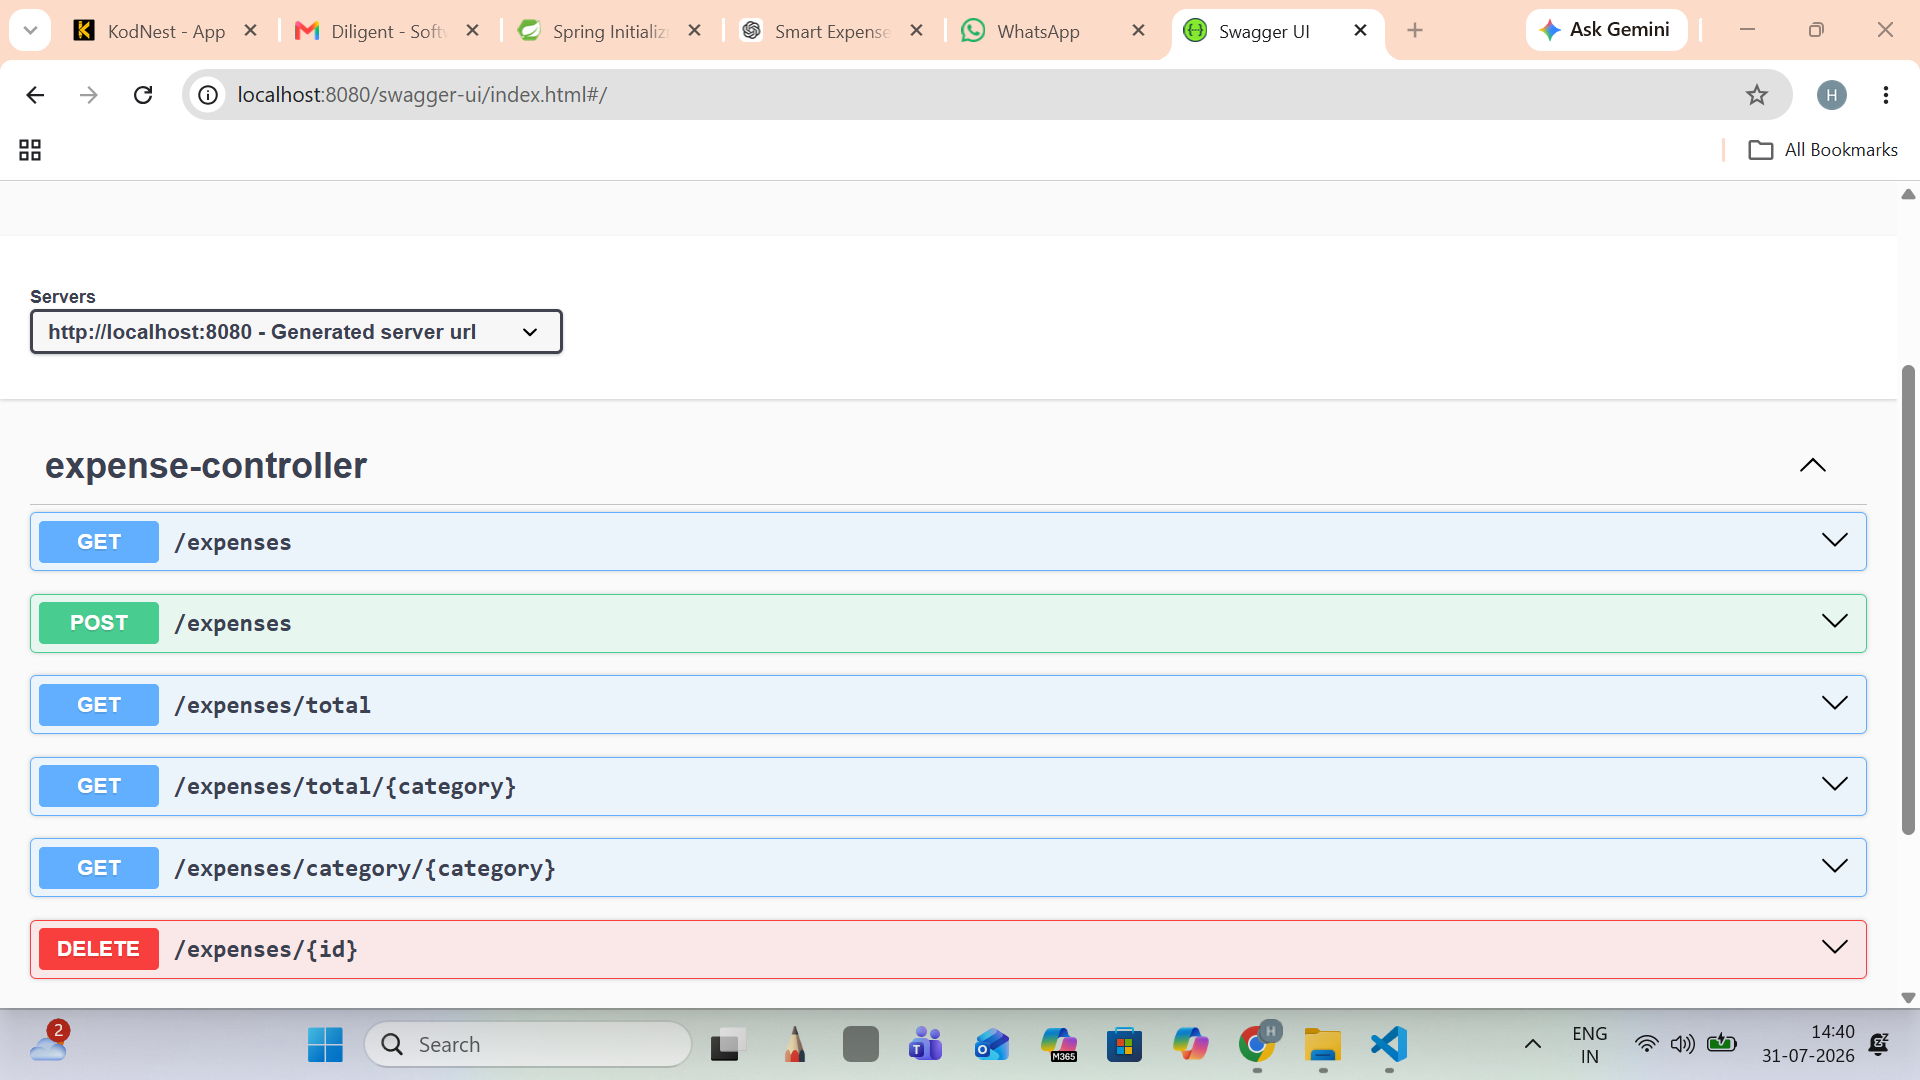 KodNest - App
Diligent - Softw
Spring Initializ
Smart Expense
WhatsApp
Swagger UI
Ask Gemini
localhost:8080/swagger-ui/index.html#/
H
All Bookmarks
Servers
http://localhost:8080 - Generated server url
expense-controller
GET /expenses
POST /expenses
GET /expenses/total
GET /expenses/total/{category}
GET /expenses/category/{category}
DELETE /expenses/{id}
2
Search
M365
H
ENG
IN
14:40
31-07-2026